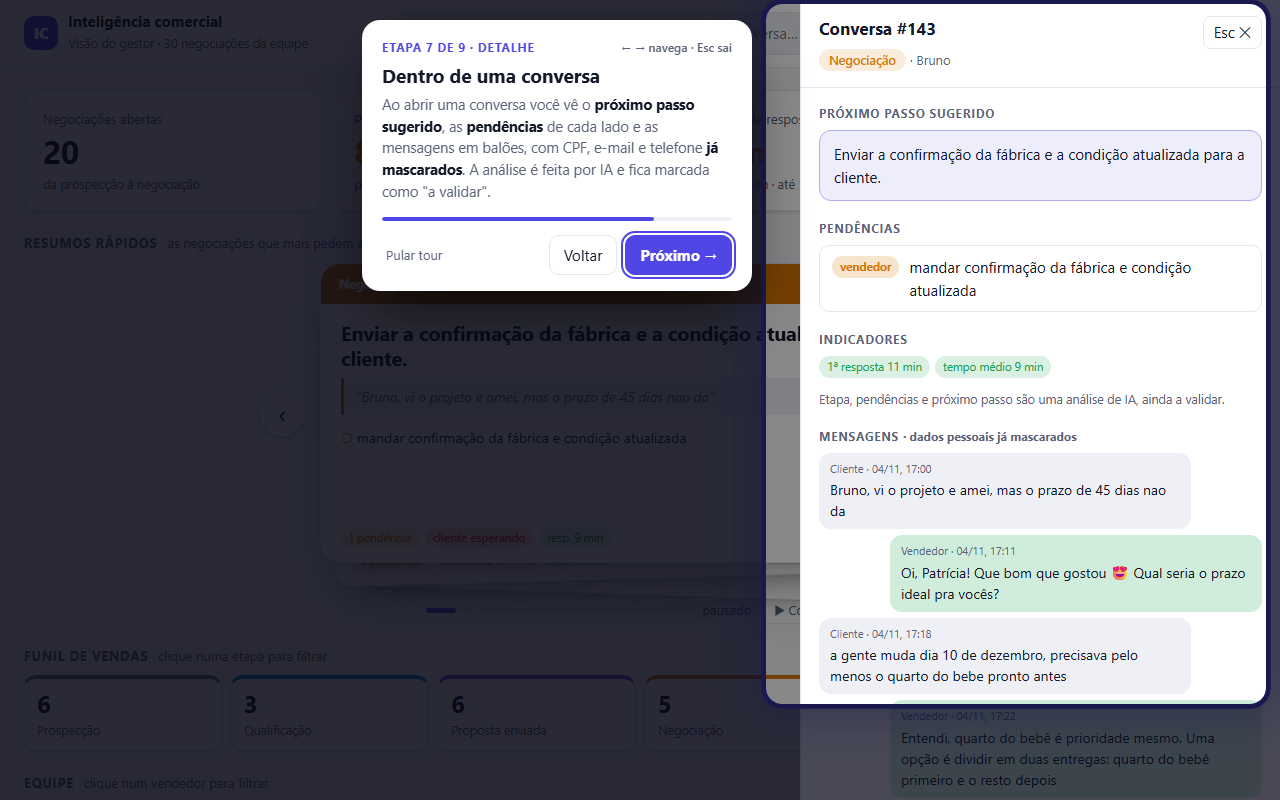 IC
Inteligência comercial
Visão do gestor · 30 negociações da equipe
Negociações abertas
20
da prospecção à negociação
RESUMOS RÁPIDOS
ETAPA 7 DE 9 · DETALHE
← → navega · Esc sai
Dentro de uma conversa
Ao abrir uma conversa você vê o próximo passo
sugerido, as pendências de cada lado e as
mensagens em balões, com CPF, e-mail e telefone já
mascarados. A análise é feita por IA e fica marcada
como "a validar".
Pular tour
Voltar
Próximo →
as negociações que mais pedem
Enviar a confirmação da fábrica e a condição
cliente.
"Bruno, vi o projeto e amei, mas o prazo de 45 dias nao da"
mandar confirmação da fábrica e condição atualizada
1 pendência
cliente esperando
resp. 9 min
pausado
FUNIL DE VENDAS clique numa etapa para filtrar
6
Prospecção
3
Qualificação
6
Proposta enviada
5
Negociação
EQUIPE clique num vendedor para filtrar
Conversa #143
Esc ✕
Negociação · Bruno
PRÓXIMO PASSO SUGERIDO
Enviar a confirmação da fábrica e a condição atualizada para a
cliente.
PENDÊNCIAS
vendedor
mandar confirmação da fábrica e condição
atualizada
INDICADORES
1ª resposta 11 min
tempo médio 9 min
Etapa, pendências e próximo passo são uma análise de IA, ainda a validar.
MENSAGENS · dados pessoais já mascarados
Cliente · 04/11, 17:00
Bruno, vi o projeto e amei, mas o prazo de 45 dias nao
da
Vendedor · 04/11, 17:11
Oi, Patrícia! Que bom que gostou 😍 Qual seria o prazo
ideal pra vocês?
Cliente · 04/11, 17:18
a gente muda dia 10 de dezembro, precisava pelo
menos o quarto do bebe pronto antes
Vendedor · 04/11, 17:22
Entendi, quarto do bebê é prioridade mesmo. Uma
opção é dividir em duas entregas: quarto do bebê
primeiro e o resto depois